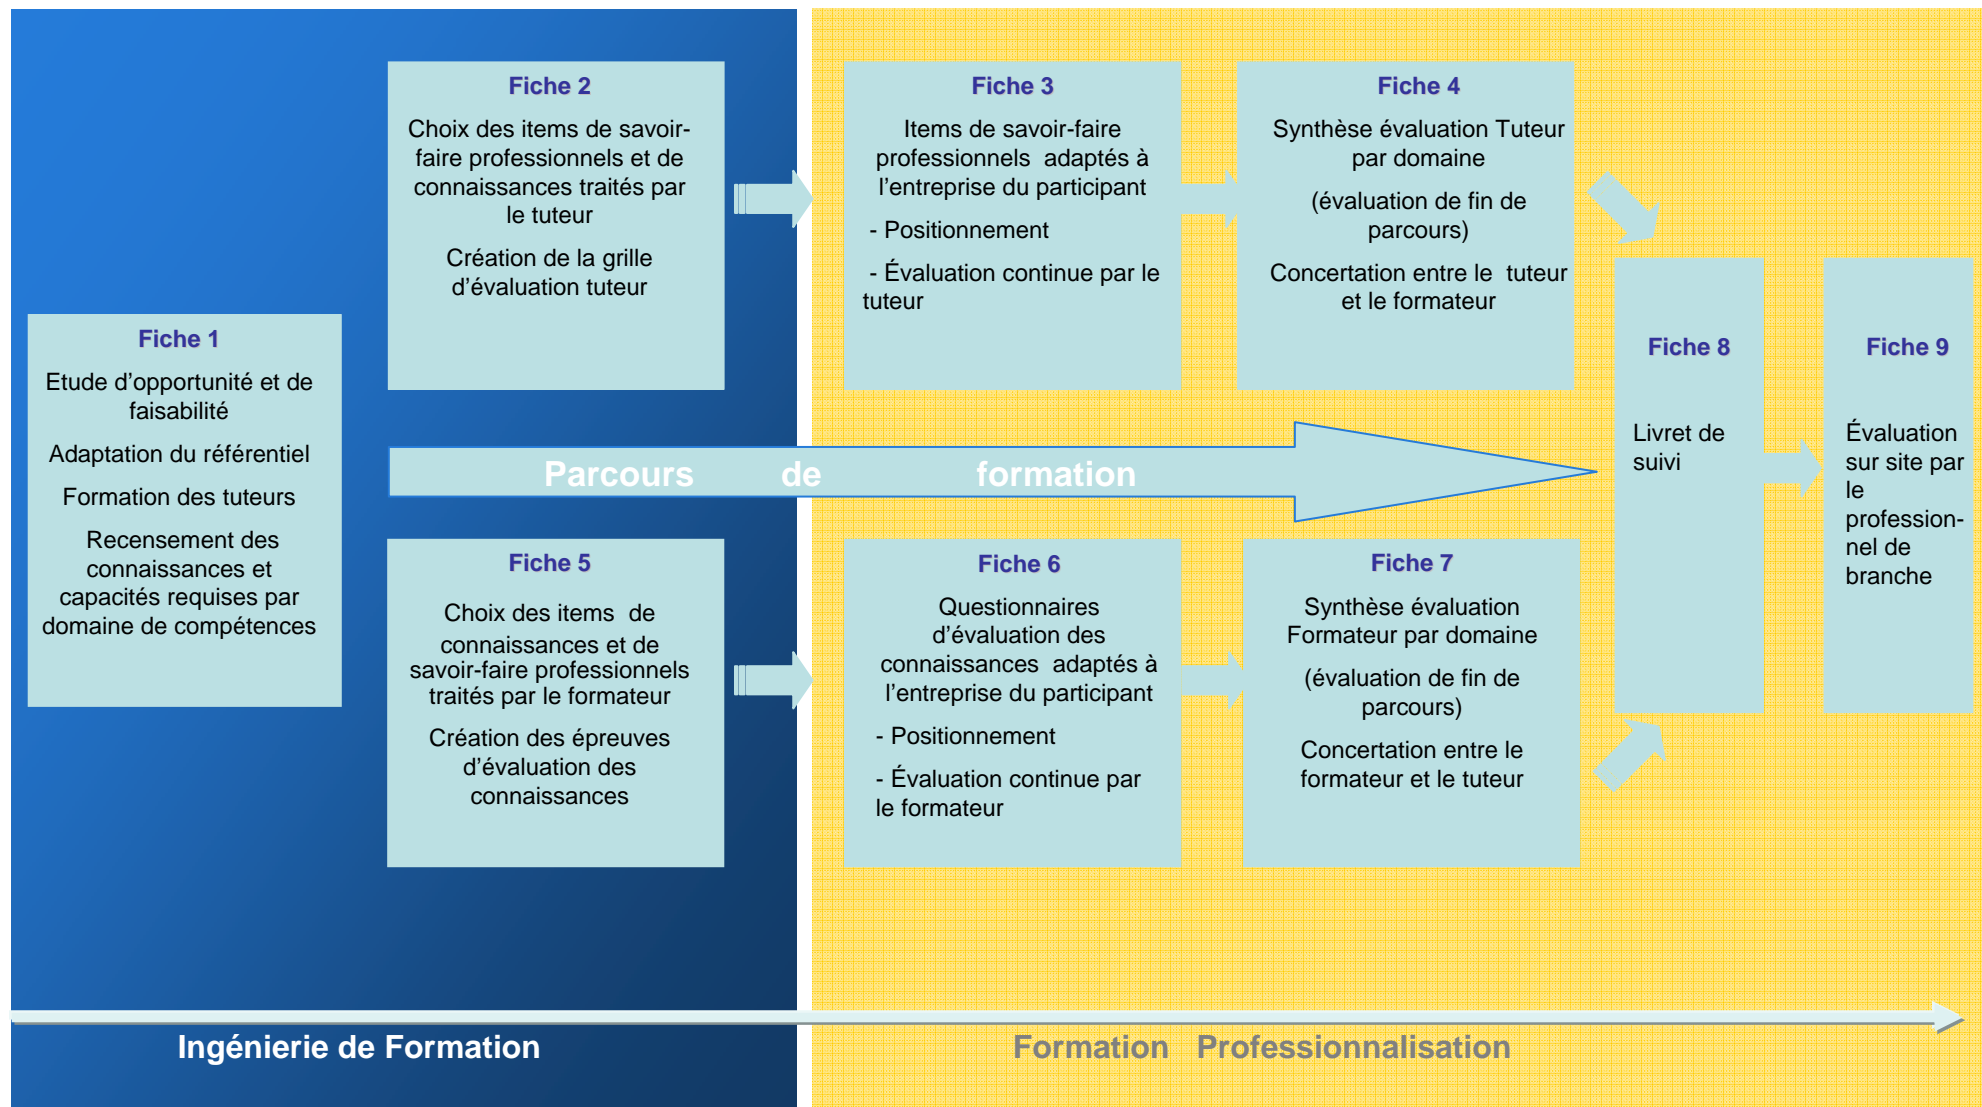 Fiche 1
Etude d’opportunité et de
faisabilité
Adaptation du référentiel
Formation des tuteurs
Recensement des
connaissances et
capacités requises par
domaine de compétences
Fiche 2
Choix des items de savoir-
faire professionnels et de
connaissances traités par
le tuteur
Création de la grille
d’évaluation tuteur
Fiche 3
Items de savoir-faire
professionnels adaptés à
l’entreprise du participant
- Positionnement
- Évaluation continue par le
tuteur
Fiche 4
Synthèse évaluation Tuteur
par domaine
(évaluation de fin de
parcours)
Concertation entre le tuteur
et le formateur
Parcours de formation
Fiche 5
Choix des items de
connaissances et de
savoir-faire professionnels
traités par le formateur
Création des épreuves
d’évaluation des
connaissances
Fiche 6
Questionnaires
d’évaluation des
connaissances adaptés à
l’entreprise du participant
- Positionnement
- Évaluation continue par
le formateur
Fiche 7
Synthèse évaluation
Formateur par domaine
(évaluation de fin de
parcours)
Concertation entre le
formateur et le tuteur
Fiche 8
Livret de
suivi
Fiche 9
Évaluation
sur site par
le
profession-
nel de
branche
Ingénierie de Formation
Formation Professionnalisation